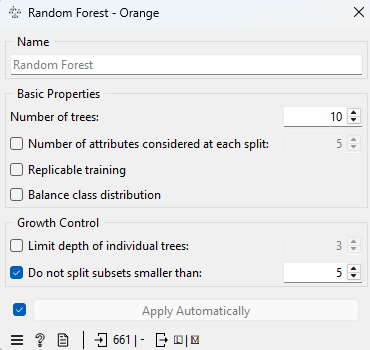 Random Forest - Orange
Name
Random Forest
Basic Properties
Number of trees: 10
Number of attributes considered at each split: 5
Replicable training
Balance class distribution
Growth Control
Limit depth of individual trees: 3
Do not split subsets smaller than: 5
Apply Automatically
? 661 | - |